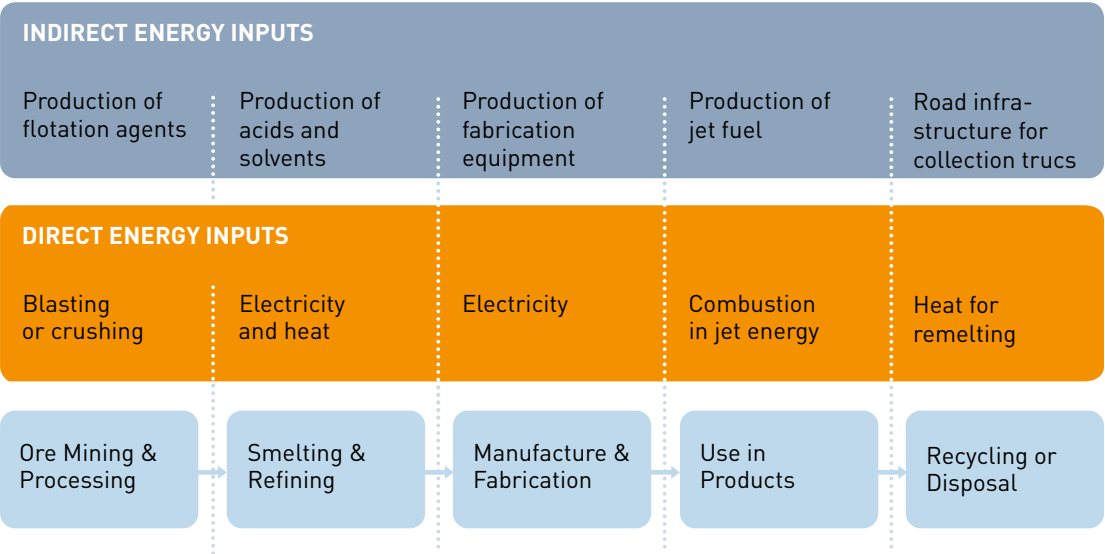 INDIRECT ENERGY INPUTS
Production of
flotation agents
Production of
acids and
solvents
Production of
fabrication
equipment
Production of
jet fuel
Road infra-
structure for
collection trucs
DIRECT ENERGY INPUTS
Blasting
or crushing
Electricity
and heat
Electricity
Combustion
in jet energy
Heat for
remelting
Ore Mining &
Processing
Smelting &
Refining
Manufacture &
Fabrication
Use in
Products
Recycling or
Disposal